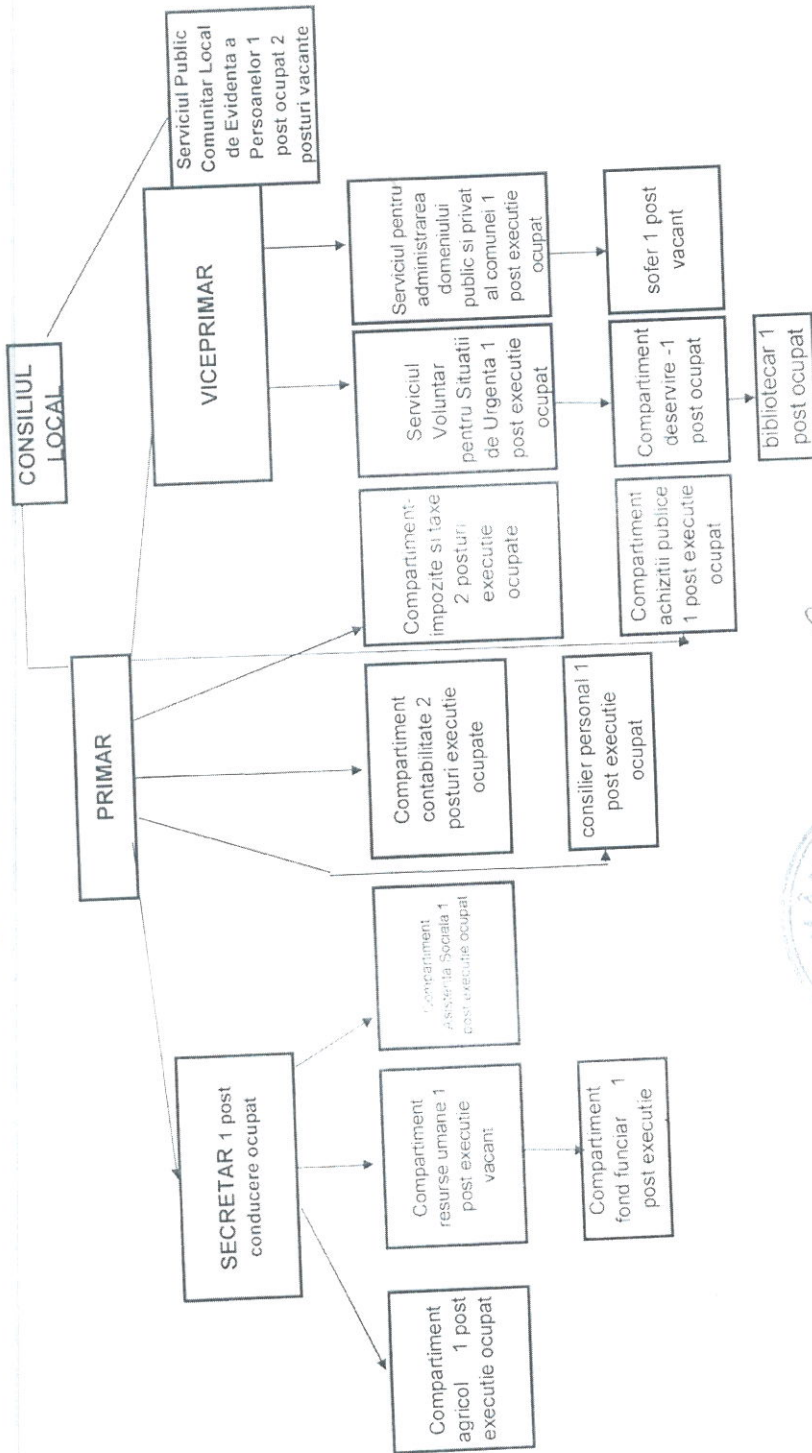 CONSILIUL
LOCAL
Serviciul Public
Comunitar Local
de Evidenta a
Persoanelor 1
post ocupat 2
posturi vacante
PRIMAR
VICEPRIMAR
SECRETAR 1 post
conducere ocupat
Compartiment
agricol 1 post
executie ocupat
Compartiment
resurse umane 1
post executie
vacant
Compartiment
Asistenta Sociala 1
post executie ocupat
Compartiment
contabilitate 2
posturi executie
ocupate
Compartiment-
impozite si taxe
2 posturi
executie
ocupate
Serviciul
Voluntar
pentru Situatii
de Urgenta 1
post executie
ocupat
Serviciul pentru
administrarea
domeniului
public si privat
al comunei 1
post executie
ocupat
Compartiment
fond funciar 1
post executie
consilier personal 1
post executie
ocupat
Compartiment
achizitii publice
1 post executie
ocupat
Compartiment
deservire -1
post ocupat
sofer 1 post
vacant
bibliotecar 1
post ocupat